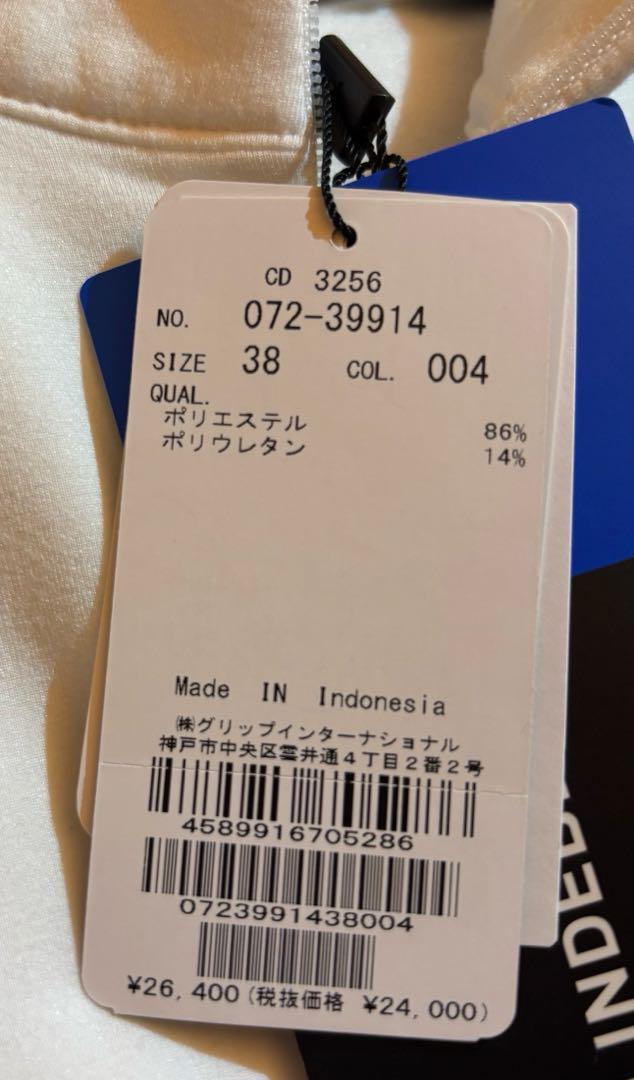 CD 3256
NO. 072-39914
SIZE 38 COL. 004
QUAL.
ポリエステル 86%
ポリウレタン 14%
Made IN Indonesia
㈱グリップインターナショナル
神戸市中央区雲井通4丁目2番2号
4589916705286
0723991438004
¥26,400(税抜価格 ¥24,000)